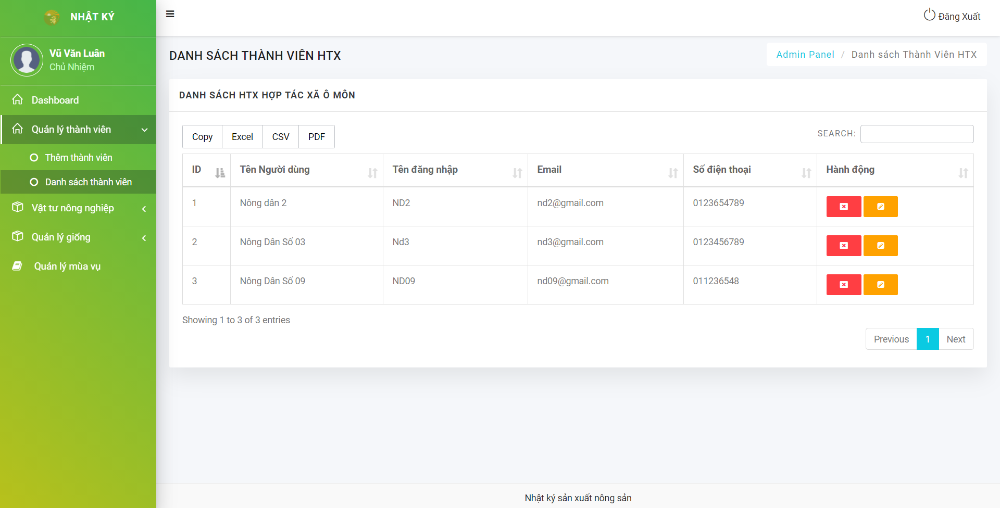 NHẬT KÝ
Đăng Xuất
Vũ Văn Luân
Chủ Nhiệm
Dashboard
Quản lý thành viên
Thêm thành viên
Danh sách thành viên
Vật tư nông nghiệp
Quản lý giống
Quản lý mùa vụ
DANH SÁCH THÀNH VIÊN HTX
Admin Panel / Danh sách Thành Viên HTX
DANH SÁCH HTX HỢP TÁC XÃ Ô MÔN
Copy Excel CSV PDF
SEARCH:
ID Tên Người dùng Tên đăng nhập Email Số điện thoại Hành động
1 Nông dân 2 ND2 nd2@gmail.com 0123654789
2 Nông Dân Số 03 Nd3 nd3@gmail.com 0123456789
3 Nông Dân Số 09 ND09 nd09@gmail.com 011236548
Showing 1 to 3 of 3 entries
Previous 1 Next
Nhật ký sản xuất nông sản